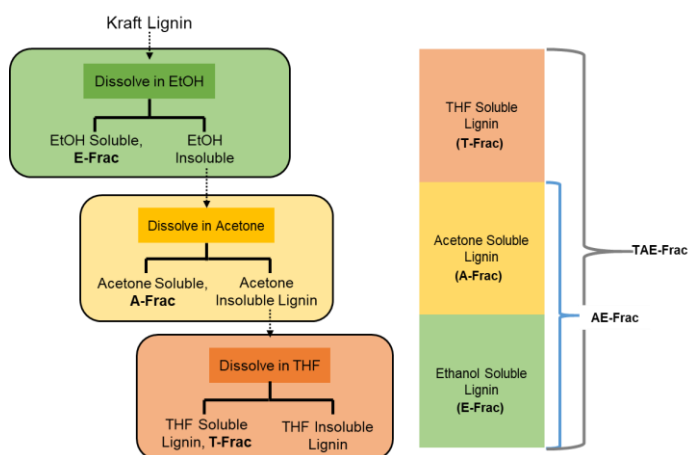 Kraft Lignin
Dissolve in EtOH
EtOH Soluble,
E-Frac
EtOH
Insoluble
Dissolve in Acetone
Acetone Soluble,
A-Frac
Acetone
Insoluble Lignin
Dissolve in THF
THF Soluble
Lignin, T-Frac
THF Insoluble
Lignin
THF Soluble
Lignin
(T-Frac)
Acetone Soluble
Lignin
(A-Frac)
Ethanol Soluble
Lignin
(E-Frac)
TAE-Frac
AE-Frac